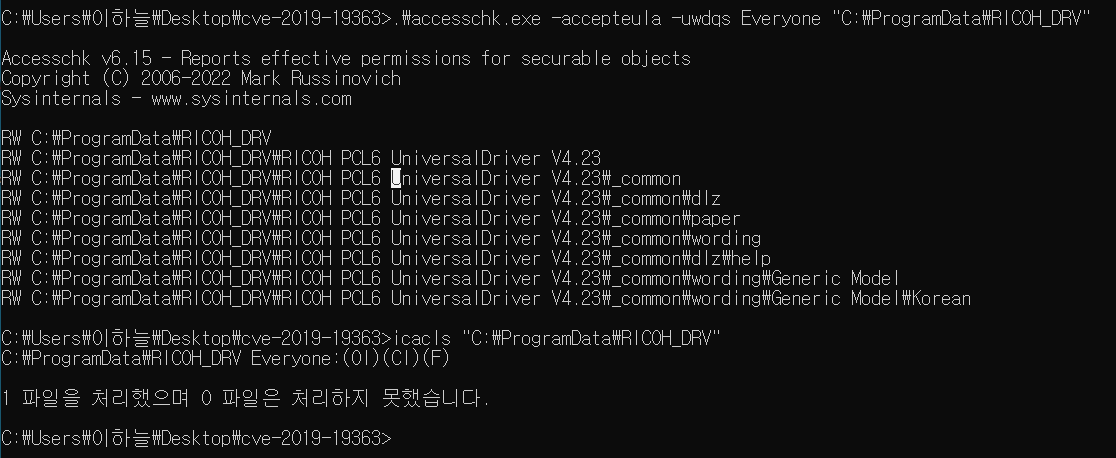 C:₩Users₩이하늘₩Desktop₩cve-2019-19363>.₩accesschk.exe -accepteula -uwdqs Everyone "C:₩ProgramData₩RICOH_DRV"
Accesschk v6.15 - Reports effective permissions for securable objects
Copyright (C) 2006-2022 Mark Russinovich
Sysinternals - www.sysinternals.com
RW C:₩ProgramData₩RICOH_DRV
RW C:₩ProgramData₩RICOH_DRV₩RICOH PCL6 UniversalDriver V4.23
RW C:₩ProgramData₩RICOH_DRV₩RICOH PCL6 UniversalDriver V4.23₩_common
RW C:₩ProgramData₩RICOH_DRV₩RICOH PCL6 UniversalDriver V4.23₩_common₩dlz
RW C:₩ProgramData₩RICOH_DRV₩RICOH PCL6 UniversalDriver V4.23₩_common₩paper
RW C:₩ProgramData₩RICOH_DRV₩RICOH PCL6 UniversalDriver V4.23₩_common₩wording
RW C:₩ProgramData₩RICOH_DRV₩RICOH PCL6 UniversalDriver V4.23₩_common₩dlz₩help
RW C:₩ProgramData₩RICOH_DRV₩RICOH PCL6 UniversalDriver V4.23₩_common₩wording₩Generic Model
RW C:₩ProgramData₩RICOH_DRV₩RICOH PCL6 UniversalDriver V4.23₩_common₩wording₩Generic Model₩Korean
C:₩Users₩이하늘₩Desktop₩cve-2019-19363>icacls "C:₩ProgramData₩RICOH_DRV"
C:₩ProgramData₩RICOH_DRV Everyone:(OI)(CI)(F)
1 파일을 처리했으며 0 파일은 처리하지 못했습니다.
C:₩Users₩이하늘₩Desktop₩cve-2019-19363>